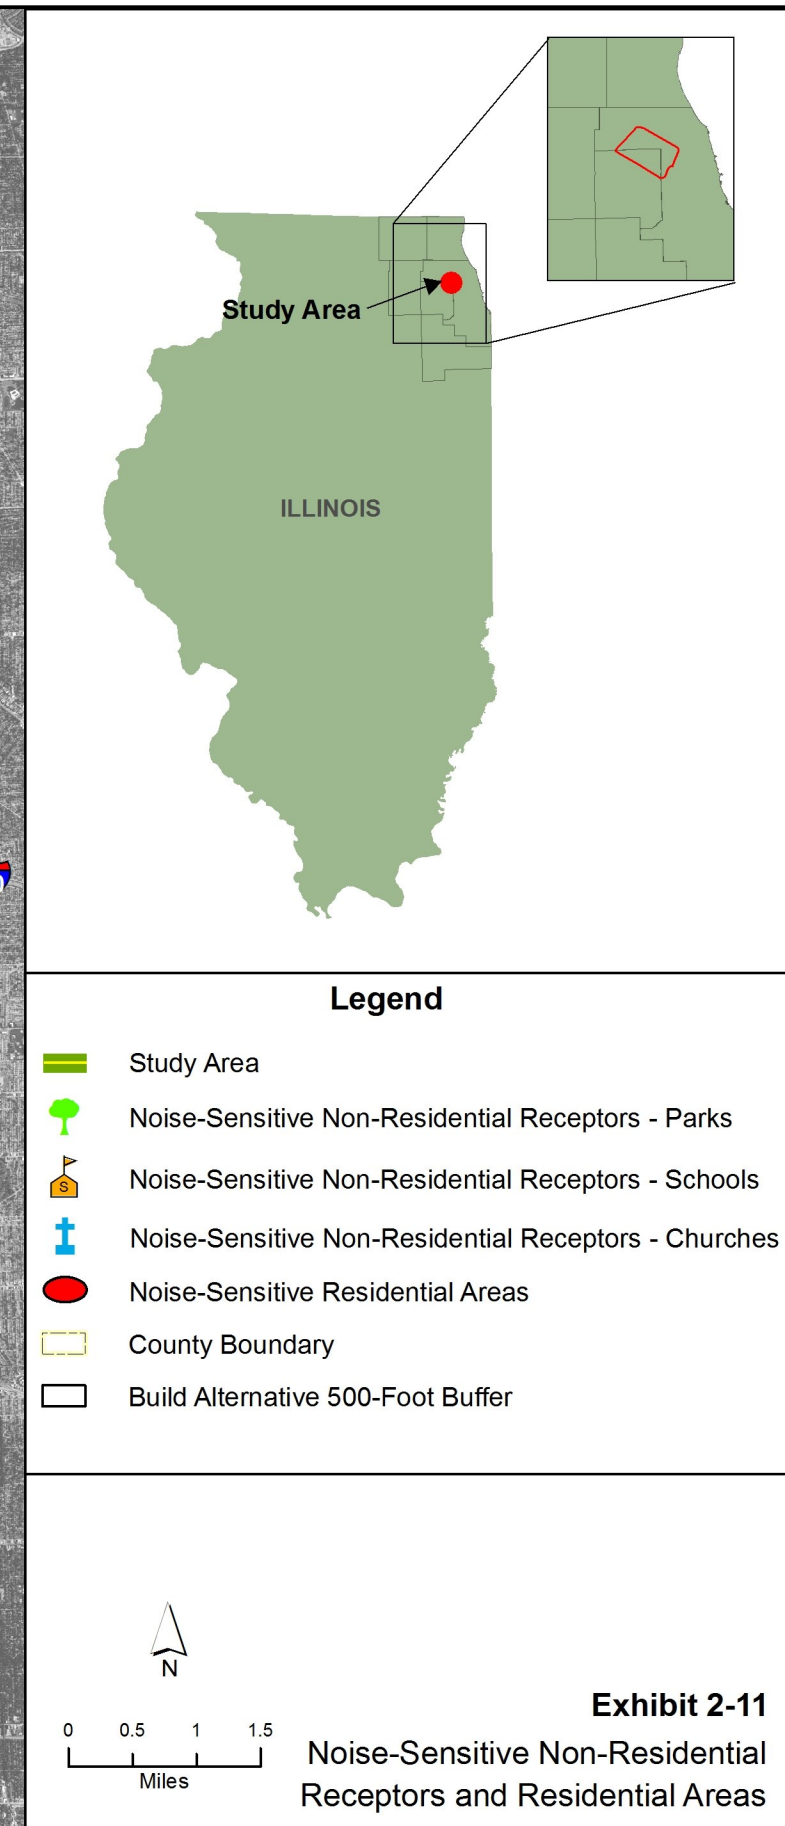 Study Area
ILLINOIS
Legend
Study Area
Noise-Sensitive Non-Residential Receptors - Parks
S
Noise-Sensitive Non-Residential Receptors - Schools
Noise-Sensitive Non-Residential Receptors - Churches
Noise-Sensitive Residential Areas
County Boundary
Build Alternative 500-Foot Buffer
N
0 0.5 1 1.5
Miles
Exhibit 2-11
Noise-Sensitive Non-Residential
Receptors and Residential Areas